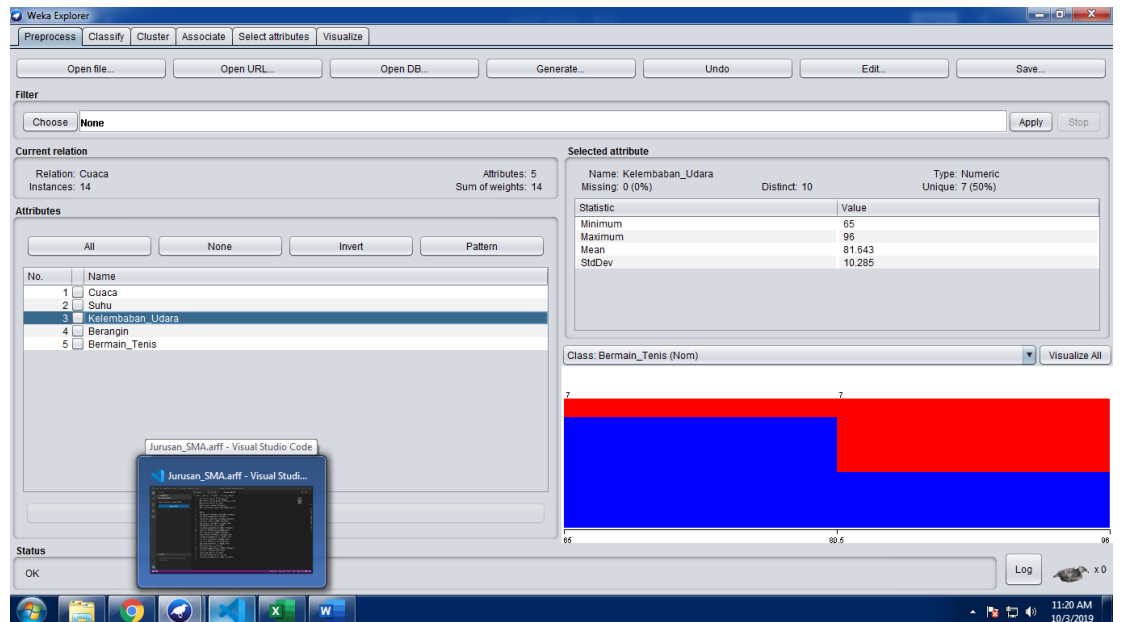 Weka Explorer
Preprocess Classify Cluster Associate Select attributes Visualize
Open file... Open URL... Open DB... Generate... Undo Edit... Save...
Filter
Choose None Apply Stop
Current relation
Relation: Cuaca Attributes: 5
Instances: 14 Sum of weights: 14
Attributes
All None Invert Pattern
No. Name
1 Cuaca
2 Suhu
3 Kelembaban_Udara
4 Berangin
5 Bermain_Tenis
Selected attribute
Name: Kelembaban_Udara Type: Numeric
Missing: 0 (0%) Distinct: 10 Unique: 7 (50%)
Statistic Value
Minimum 65
Maximum 96
Mean 81.643
StdDev 10.285
Class: Bermain_Tenis (Nom) Visualize All
7 7
65 80.5 96
Jurusan_SMA.arff - Visual Studio Code
Jurusan_SMA.arff - Visual Studi...
Status
OK
Log x 0
11:20 AM
10/3/2019